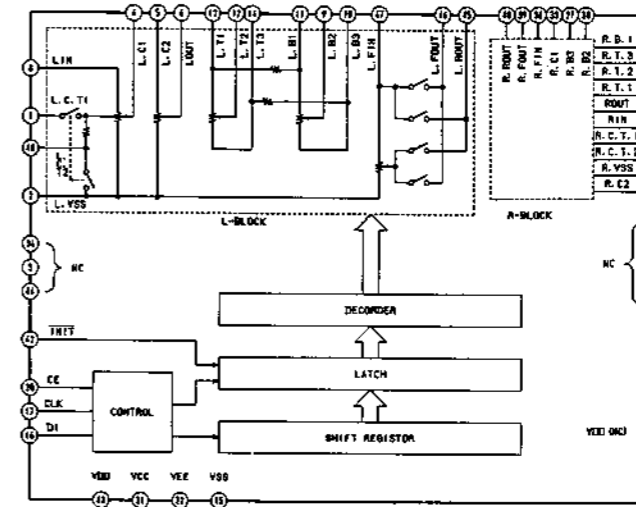 L.C1
L.C2
LOUT
L.T1
L.T2
L.T3
L.B1
L.B2
L.B3
L.FIN
L.FOUT
L.ROUT
R.ROUT
R.FOUT
R.FIN
R.C1
R.B3
R.B2
R.B.1
R.T.3
R.T.2
R.T.1
ROUT
RIN
R.VSS
R.C2
LIN
L.C.T1
L.VSS
L-BLOCK
R-BLOCK
NC
NC
DECORDER
INIT
LATCH
CE
CLK
DI
CONTROL
SHIFT REGISTOR
VDD
VCC
VEE
VSS